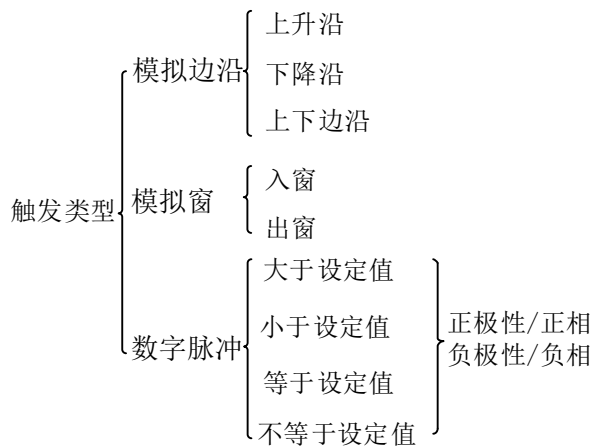 触发类型
模拟边沿
上升沿
下降沿
上下边沿
模拟窗
入窗
出窗
数字脉冲
大于设定值
小于设定值
等于设定值
不等于设定值
正极性/正相
负极性/负相